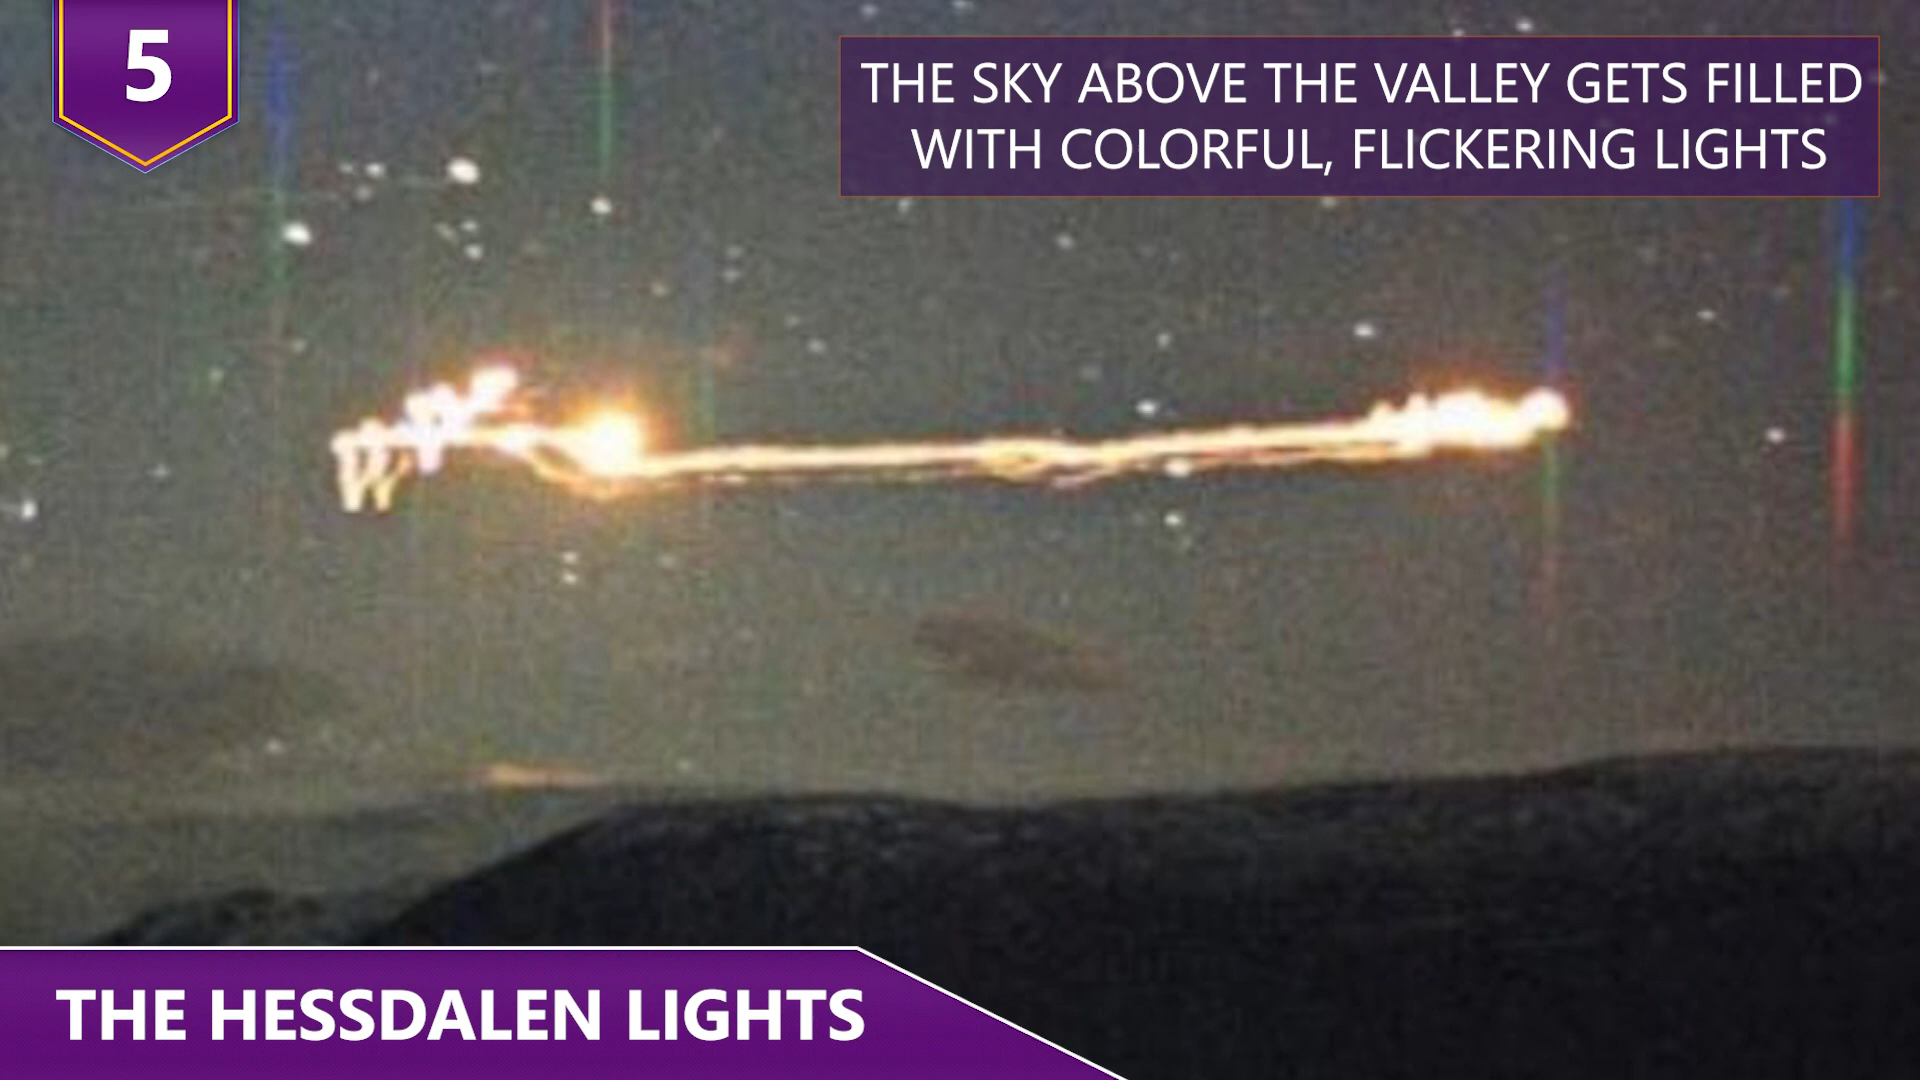 5
THE SKY ABOVE THE VALLEY GETS FILLED
WITH COLORFUL, FLICKERING LIGHTS
THE HESSDALEN LIGHTS